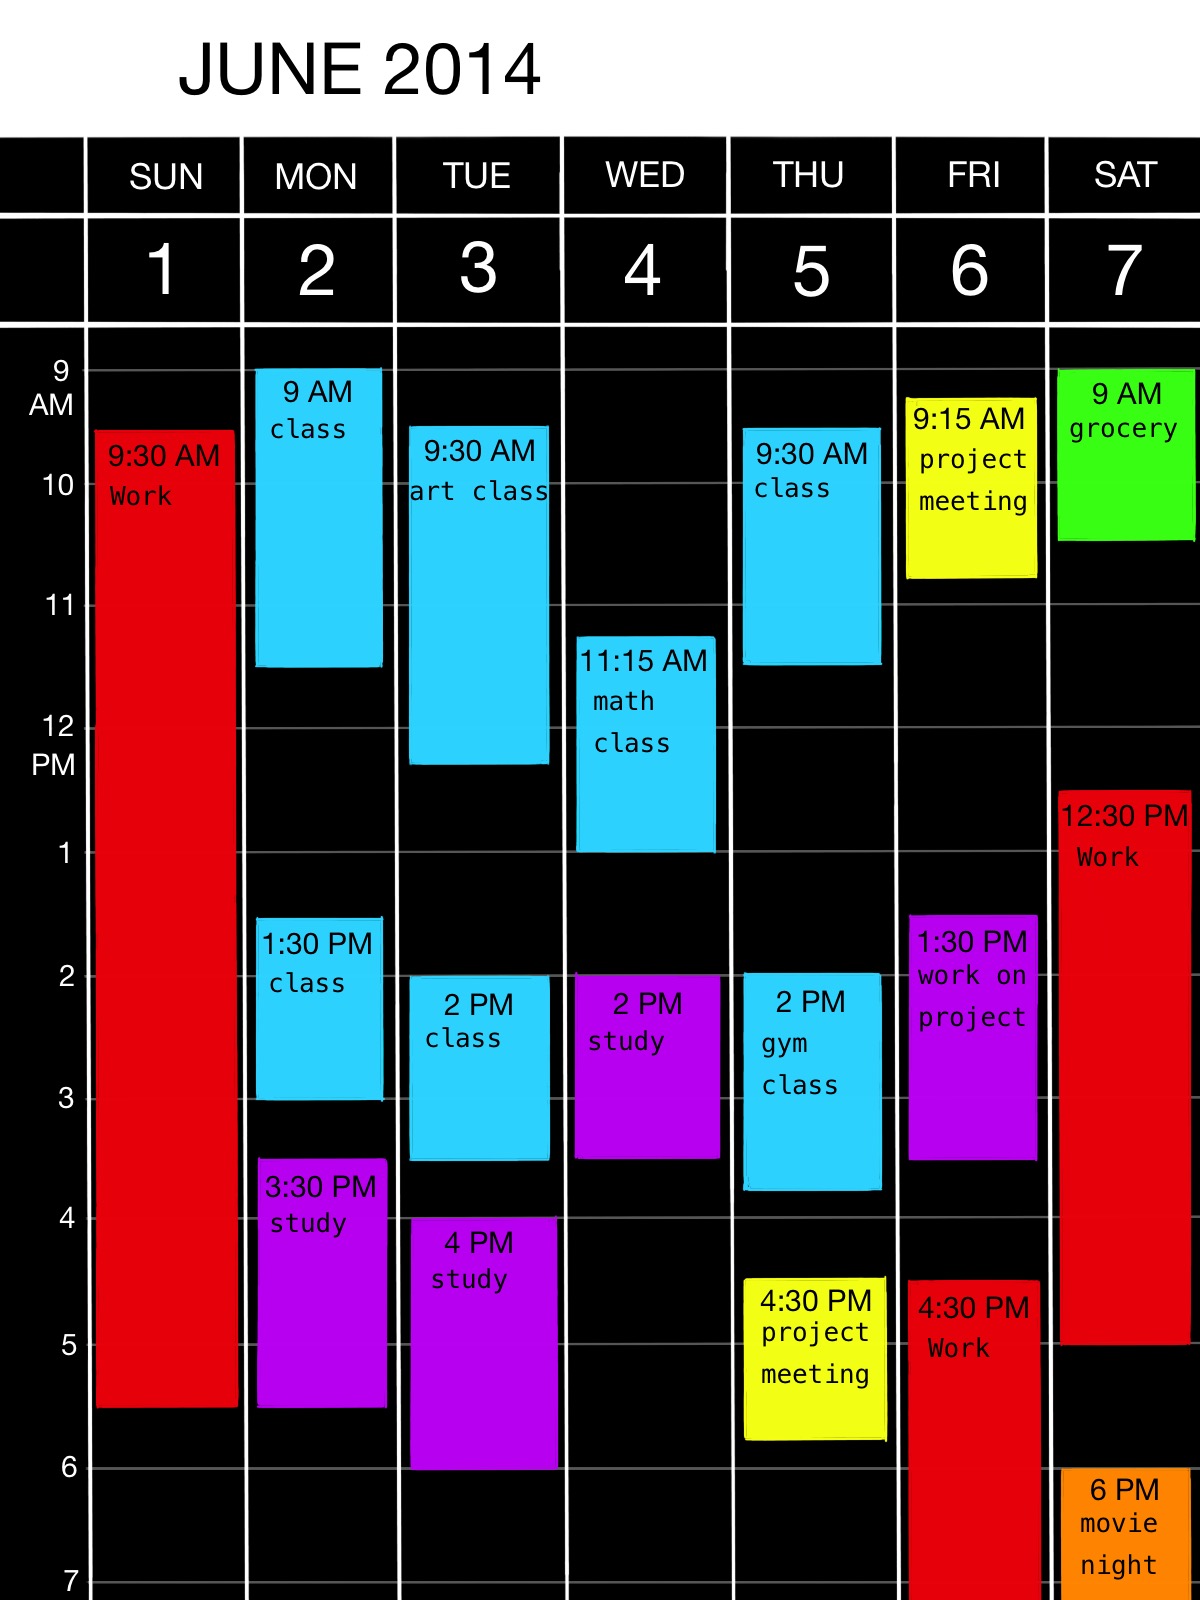 JUNE 2014
SUN MON TUE WED THU FRI SAT
1 2 3 4 5 6 7
9
AM
10
11
12
PM
1
2
3
4
5
6
7
9:30 AM
Work
9 AM
class
1:30 PM
class
3:30 PM
study
9:30 AM
art class
2 PM
class
4 PM
study
11:15 AM
math
class
2 PM
study
9:30 AM
class
2 PM
gym
class
4:30 PM
project
meeting
9:15 AM
project
meeting
1:30 PM
work on
project
4:30 PM
Work
9 AM
grocery
12:30 PM
Work
6 PM
movie
night